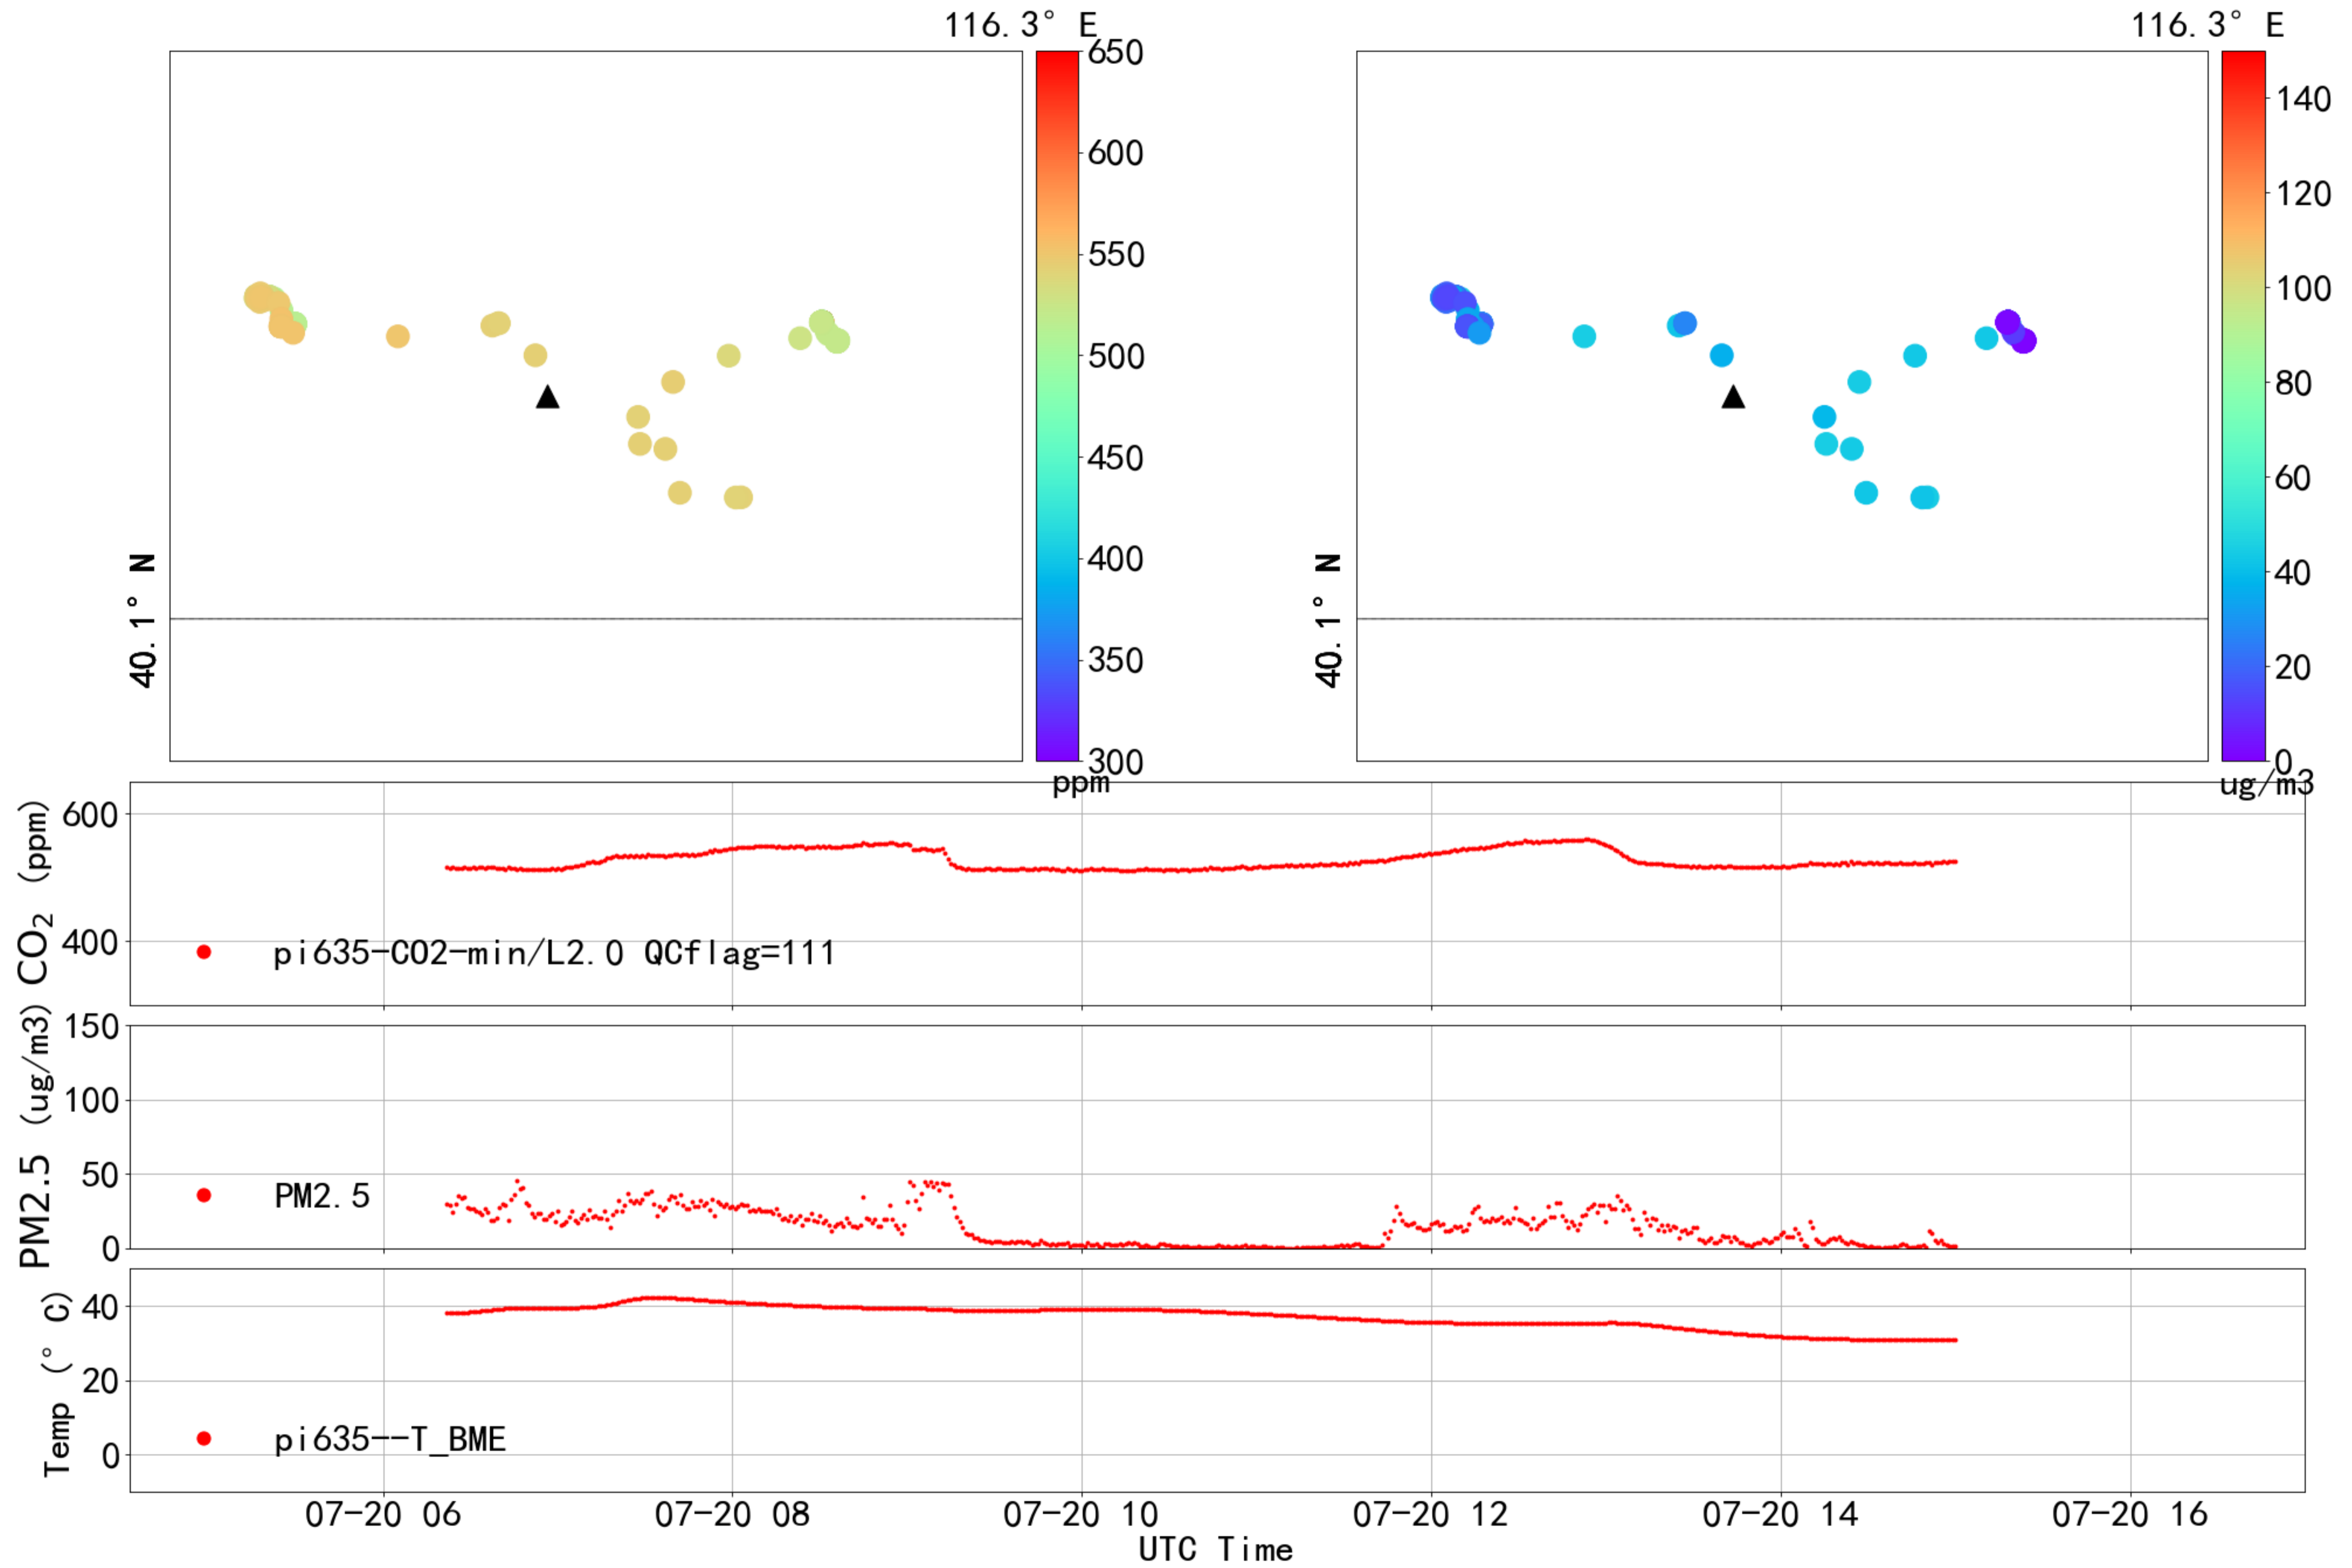 116.3° E
116.3° E
650
600
550
500
450
400
350
300
ppm
140
120
100
80
60
40
20
0
ug/m3
40.1° N
40.1° N
CO₂ (ppm)
600
400
pi635-CO2-min/L2.0 QCflag=111
PM2.5 (ug/m3)
150
100
50
0
PM2.5
Temp (° C)
40
20
0
pi635--T_BME
07-20 06
07-20 08
07-20 10
07-20 12
07-20 14
07-20 16
UTC Time